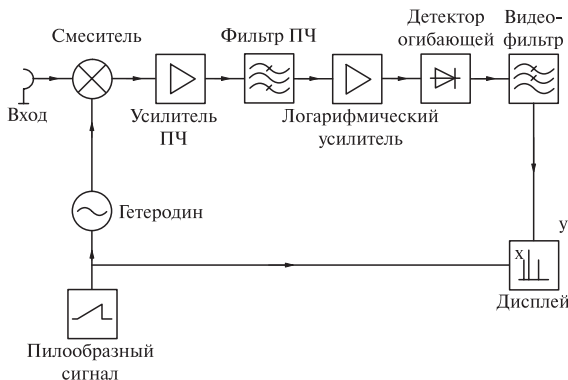 Смеситель
Фильтр ПЧ
Детектор
огибающей
Видео-
фильтр
Вход
Усилитель
ПЧ
Логарифмический
усилитель
Гетеродин
y
x
Дисплей
Пилообразный
сигнал